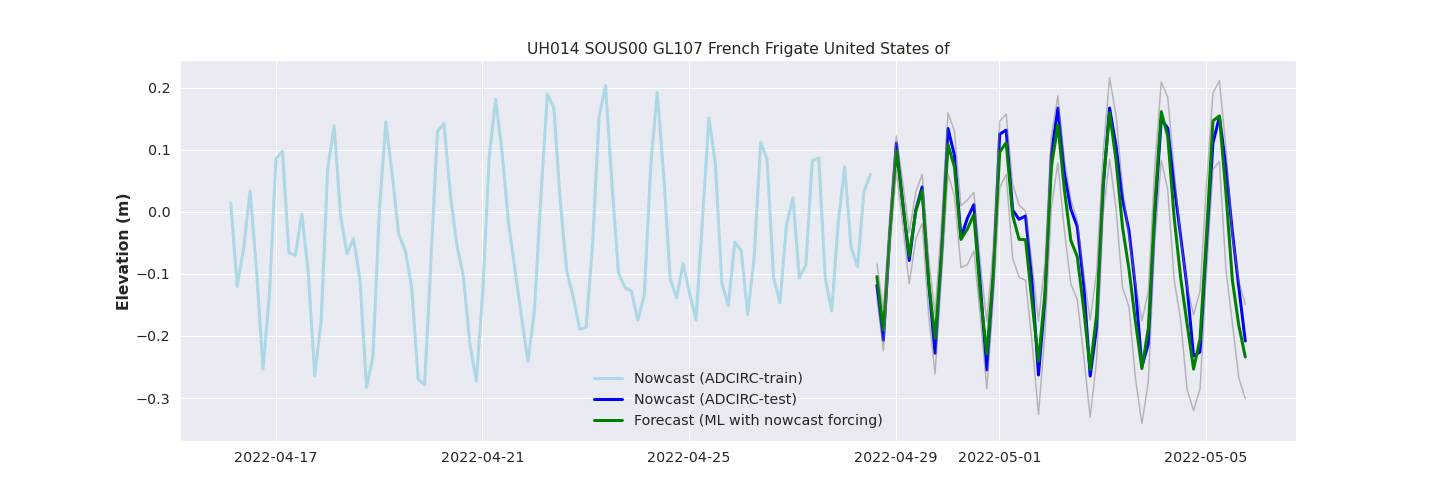 UH014 SOUS00 GL107 French Frigate United States of
Elevation (m)
0.2
0.1
0.0
−0.1
−0.2
−0.3
Nowcast (ADCIRC-train)
Nowcast (ADCIRC-test)
Forecast (ML with nowcast forcing)
2022-04-17 2022-04-21 2022-04-25 2022-04-29 2022-05-01 2022-05-05